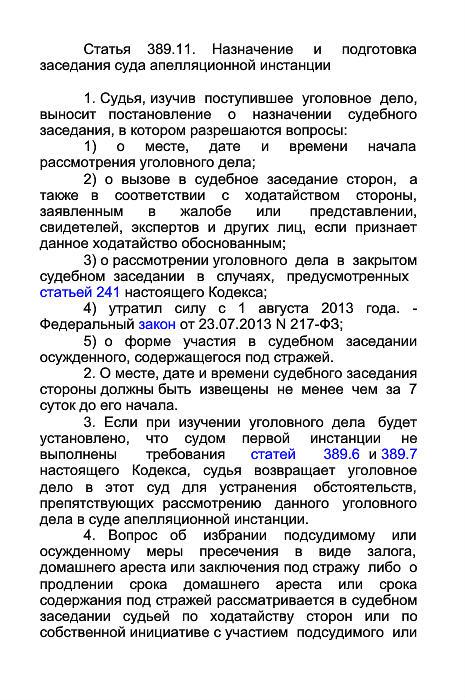 Статья 389.11. Назначение и подготовка
заседания суда апелляционной инстанции
1. Судья, изучив поступившее уголовное дело,
выносит постановление о назначении судебного
заседания, в котором разрешаются вопросы:
1) о месте, дате и времени начала
рассмотрения уголовного дела;
2) о вызове в судебное заседание сторон, а
также в соответствии с ходатайством стороны,
заявленным в жалобе или представлении,
свидетелей, экспертов и других лиц, если признает
данное ходатайство обоснованным;
3) о рассмотрении уголовного дела в закрытом
судебном заседании в случаях, предусмотренных
статьей 241 настоящего Кодекса;
4) утратил силу с 1 августа 2013 года. -
Федеральный закон от 23.07.2013 N 217-ФЗ;
5) о форме участия в судебном заседании
осужденного, содержащегося под стражей.
2. О месте, дате и времени судебного заседания
стороны должны быть извещены не менее чем за 7
суток до его начала.
3. Если при изучении уголовного дела будет
установлено, что судом первой инстанции не
выполнены требования статей 389.6 и 389.7
настоящего Кодекса, судья возвращает уголовное
дело в этот суд для устранения обстоятельств,
препятствующих рассмотрению данного уголовного
дела в суде апелляционной инстанции.
4. Вопрос об избрании подсудимому или
осужденному меры пресечения в виде залога,
домашнего ареста или заключения под стражу либо о
продлении срока домашнего ареста или срока
содержания под стражей рассматривается в судебном
заседании судьей по ходатайству сторон или по
собственной инициативе с участием подсудимого или